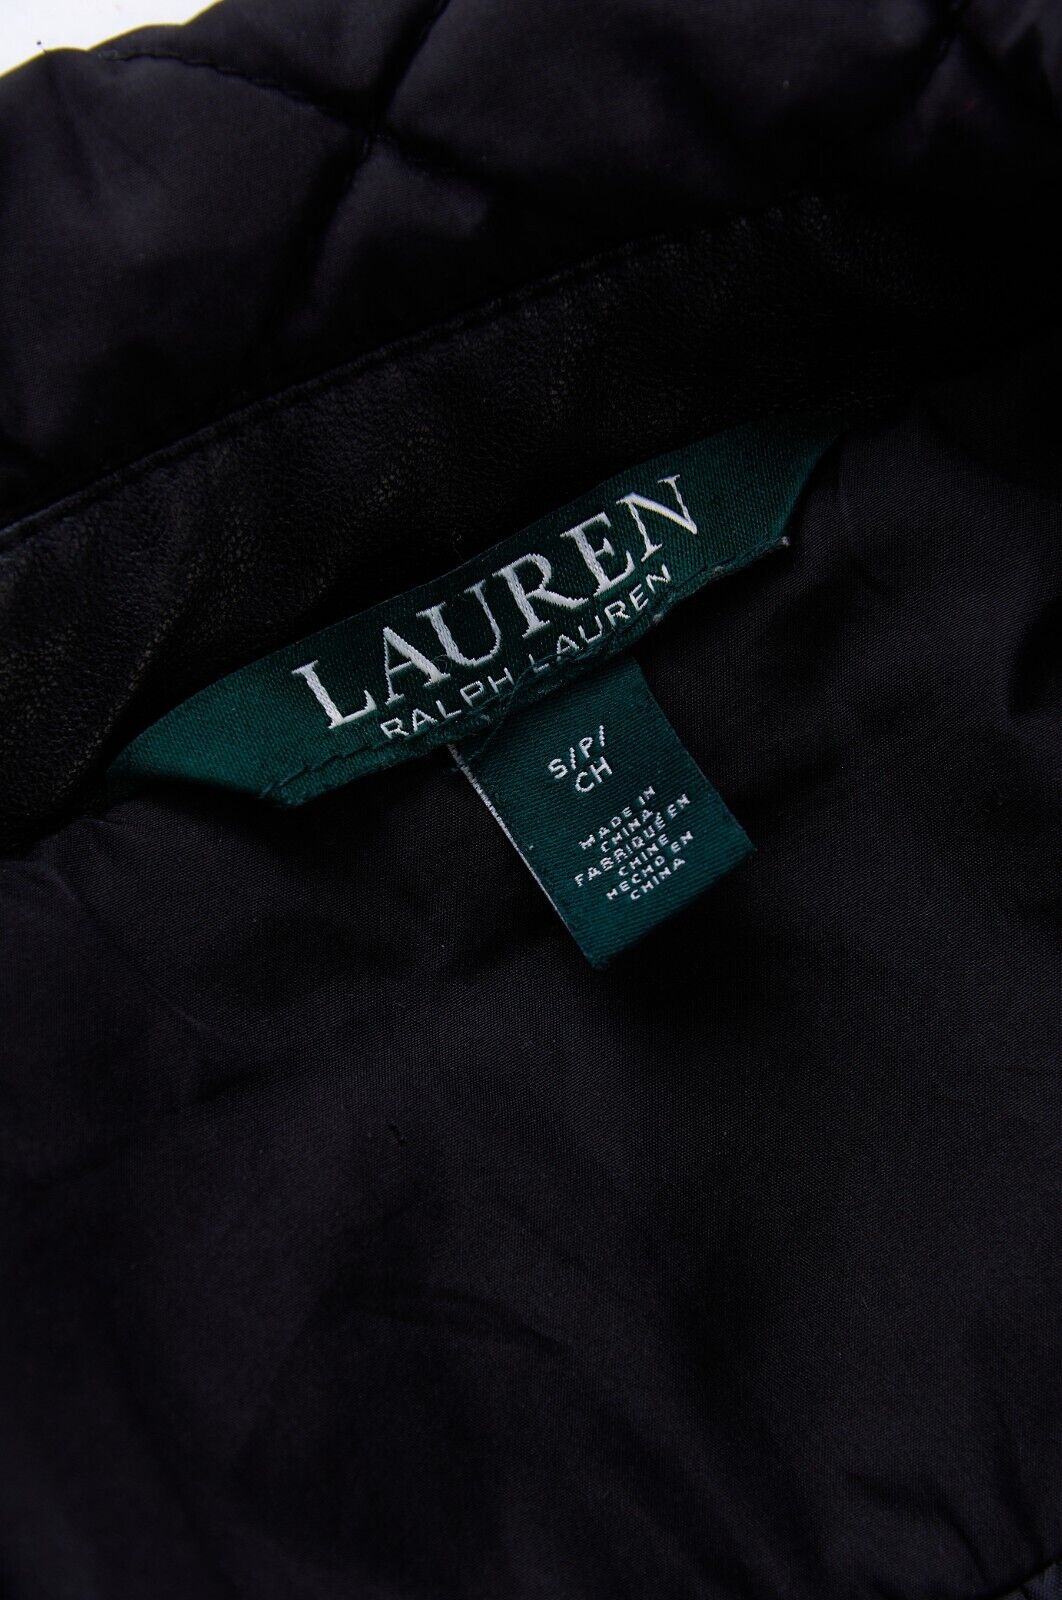 LAUREN
RALPH LAUREN
S/P/
CH
MADE IN
CHINA
FABRIQUÉ EN
CHINE
HECHO EN
CHINA